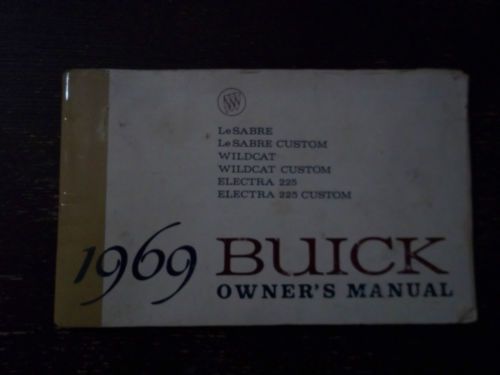 LeSABRE
LeSABRE CUSTOM
WILDCAT
WILDCAT CUSTOM
ELECTRA 225
ELECTRA 225 CUSTOM
1969 BUICK
OWNER'S MANUAL